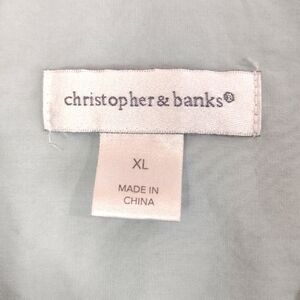 christopher & banks®
XL
MADE IN
CHINA